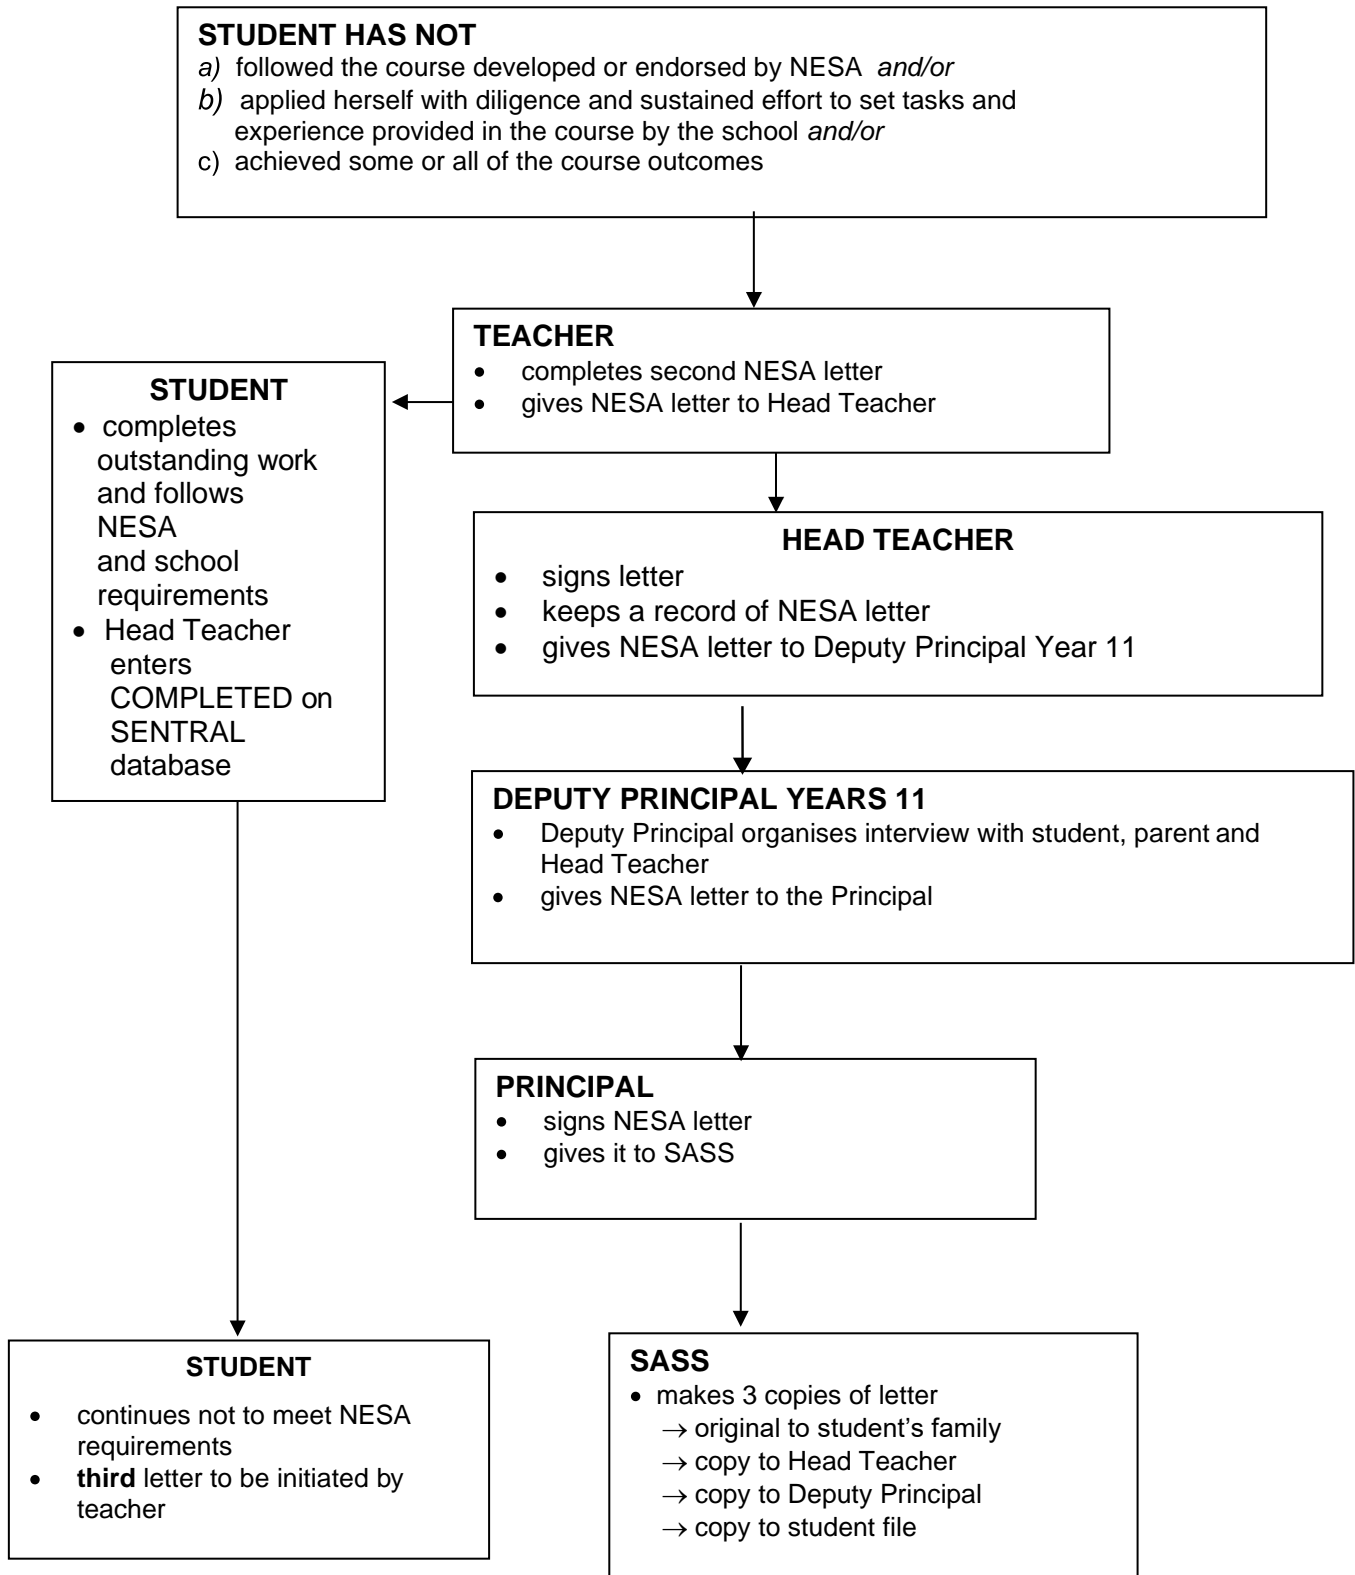 STUDENT HAS NOT
a) followed the course developed or endorsed by NESA and/or
b) applied herself with diligence and sustained effort to set tasks and
experience provided in the course by the school and/or
c) achieved some or all of the course outcomes
TEACHER
• completes second NESA letter
• gives NESA letter to Head Teacher
STUDENT
• completes
outstanding work
and follows
NESA
and school
requirements
• Head Teacher
enters
COMPLETED on
SENTRAL
database
HEAD TEACHER
• signs letter
• keeps a record of NESA letter
• gives NESA letter to Deputy Principal Year 11
DEPUTY PRINCIPAL YEARS 11
• Deputy Principal organises interview with student, parent and
Head Teacher
• gives NESA letter to the Principal
PRINCIPAL
• signs NESA letter
• gives it to SASS
STUDENT
• continues not to meet NESA
requirements
• third letter to be initiated by
teacher
SASS
• makes 3 copies of letter
→ original to student’s family
→ copy to Head Teacher
→ copy to Deputy Principal
→ copy to student file